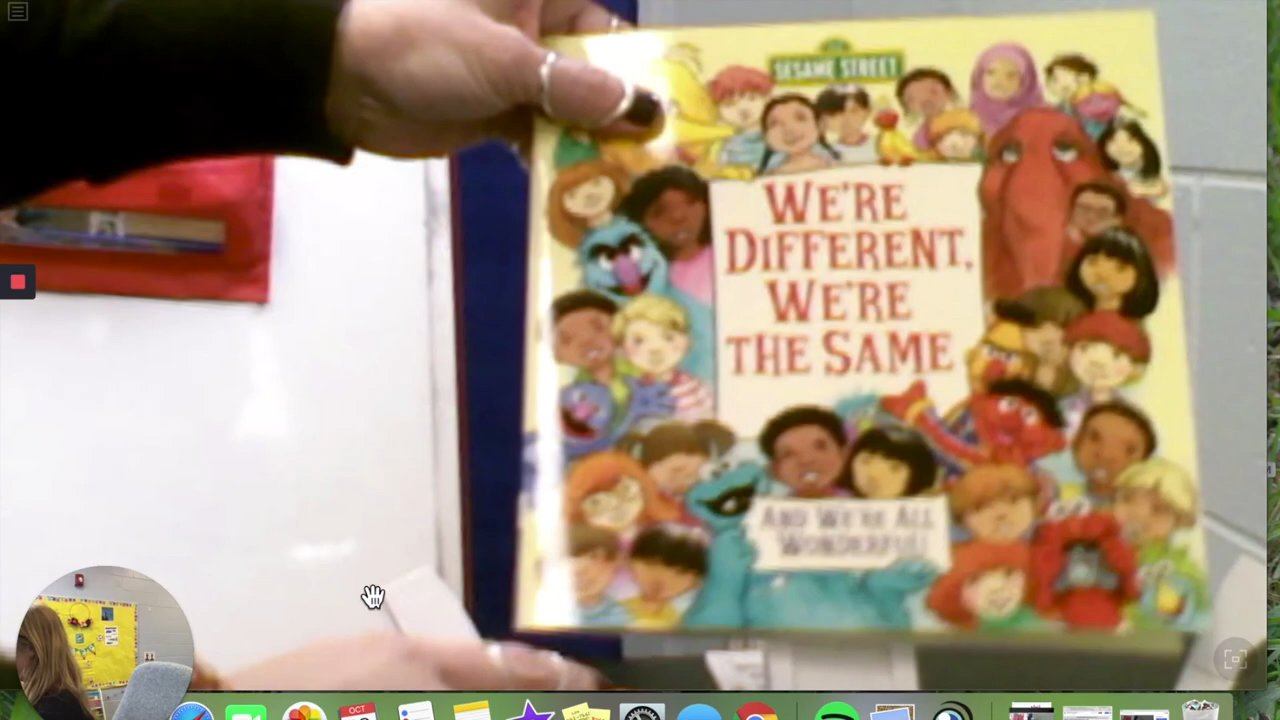 SESAME STREET
WE'RE
DIFFERENT,
WE'RE
THE SAME
AND WE'RE ALL
WONDERFUL!
OCT